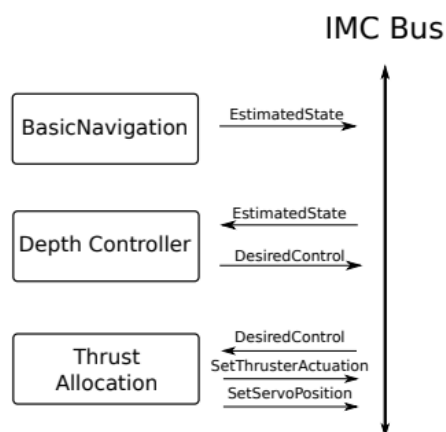 IMC Bus
BasicNavigation
EstimatedState
Depth Controller
EstimatedState
DesiredControl
Thrust
Allocation
DesiredControl
SetThrusterActuation
SetServoPosition